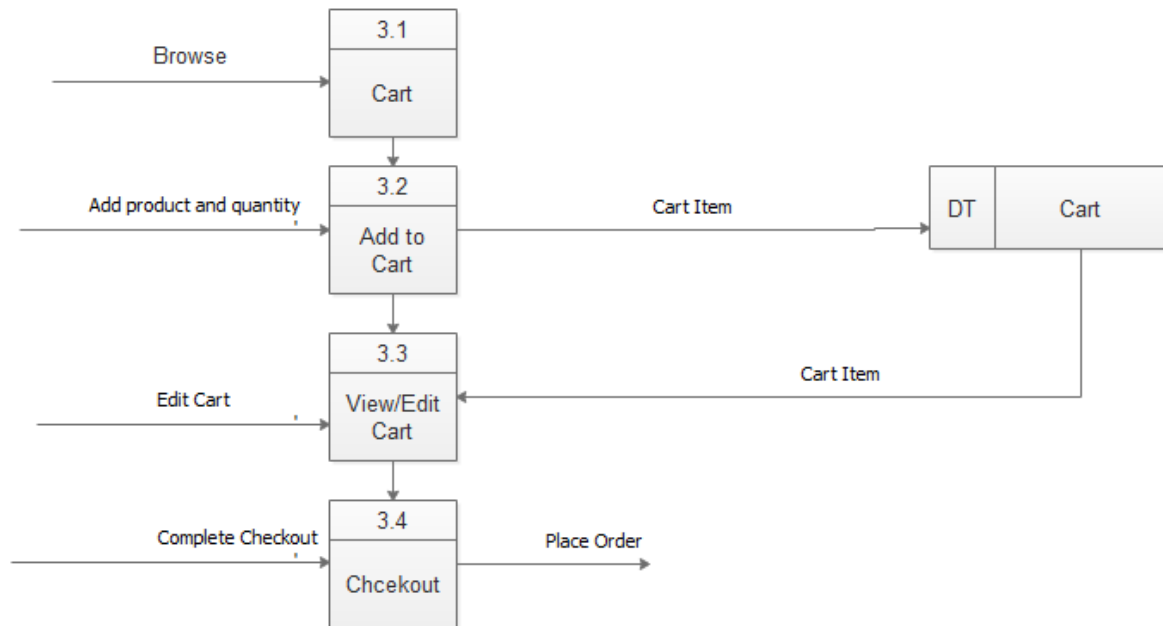 3.1
Browse
Cart
3.2
Add product and quantity
Add to
Cart
Cart Item
DT
Cart
3.3
Edit Cart
View/Edit
Cart
Cart Item
3.4
Complete Checkout
Chcekout
Place Order